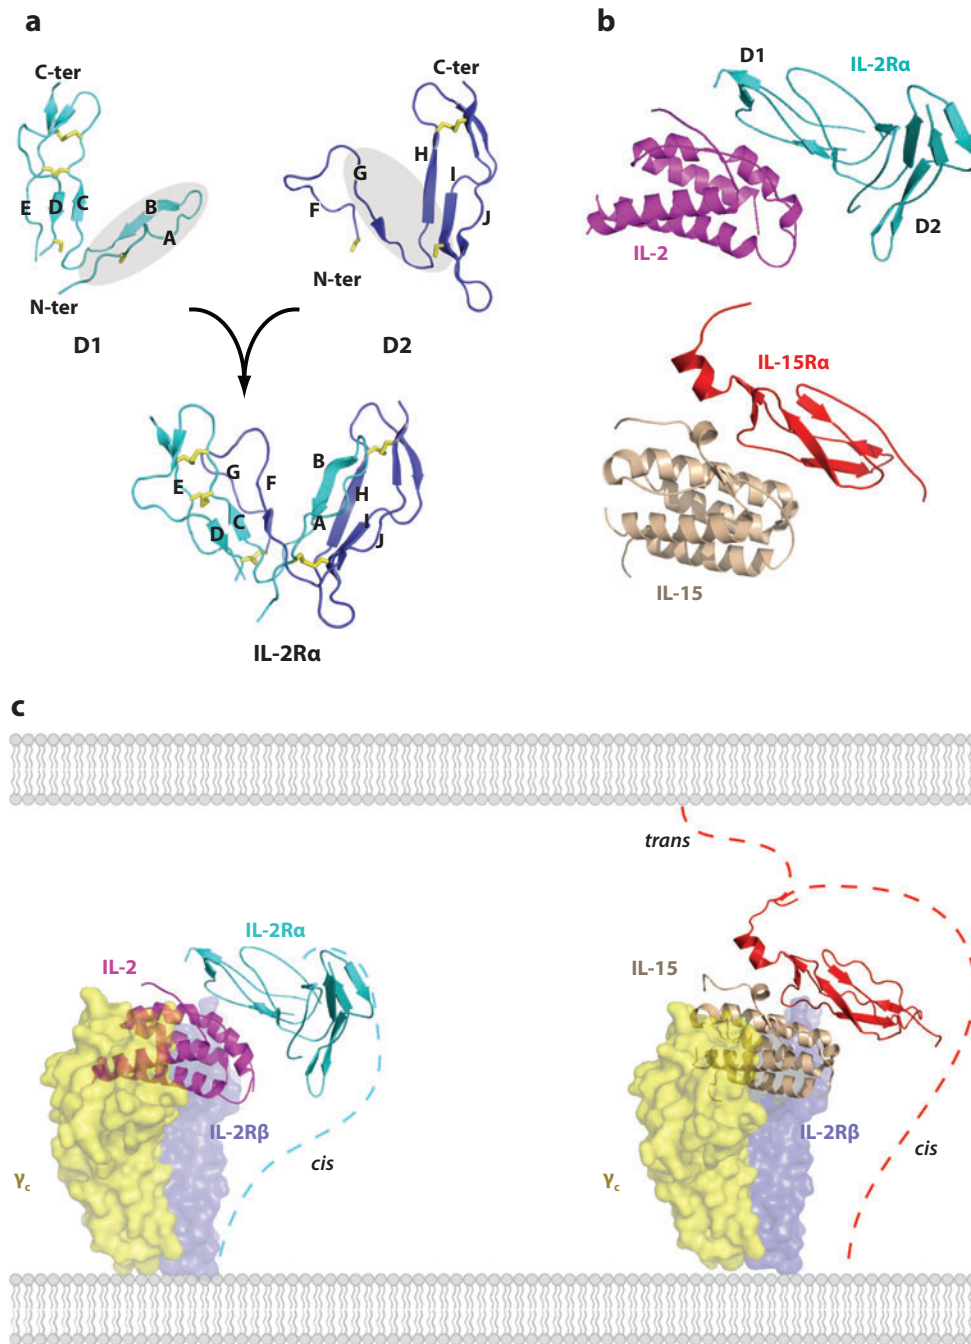 a
C-ter
E
D
C
B
A
N-ter
D1
C-ter
G
H
F
I
J
N-ter
D2
B
G
E
F
H
C
D
A
I
J
IL-2Rα
b
D1
IL-2Rα
IL-2
D2
IL-15Rα
IL-15
c
IL-2Rα
IL-2
IL-2Rβ
cis
γc
trans
IL-15
IL-2Rβ
cis
γc